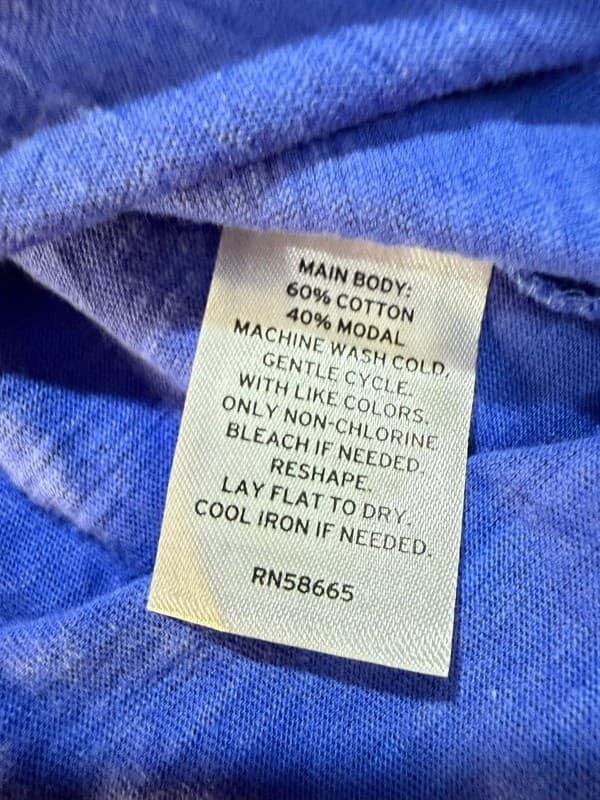 MAIN BODY:
60% COTTON
40% MODAL
MACHINE WASH COLD,
GENTLE CYCLE.
WITH LIKE COLORS.
ONLY NON-CHLORINE
BLEACH IF NEEDED.
RESHAPE.
LAY FLAT TO DRY.
COOL IRON IF NEEDED.
RN58665